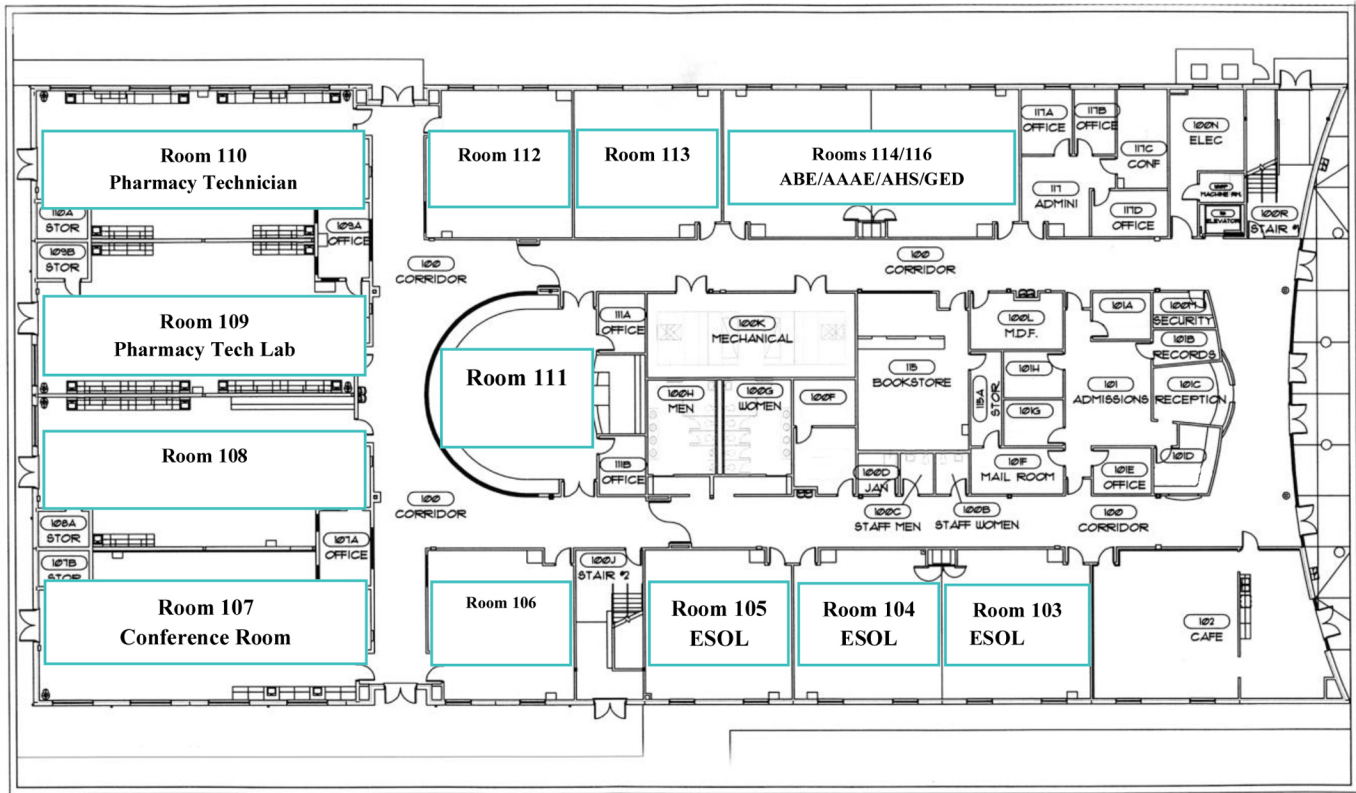 Room 110
Pharmacy Technician
110A
STOR
109B
STOR
109A
OFFICE
Room 109
Pharmacy Tech Lab
Room 108
108A
STOR
107B
STOR
107A
OFFICE
Room 107
Conference Room
Room 112
Room 113
Rooms 114/116
ABE/AAAE/AHS/GED
117A
OFFICE
117B
OFFICE
117C
CONF
117
ADMINI
117D
OFFICE
100N
ELEC
100P
MACHINE RM.
ELEVATOR
100R
STAIR #1
100
CORRIDOR
100
CORRIDOR
111A
OFFICE
Room 111
111B
OFFICE
100K
MECHANICAL
100H
MEN
100G
WOMEN
100F
115
BOOKSTORE
115A
STOR
100L
M.D.F.
101H
101G
101F
MAIL ROOM
101A
100M
SECURITY
101B
RECORDS
101
ADMISSIONS
101C
RECEPTION
101D
101E
OFFICE
100D
JAN
100C
STAFF MEN
100B
STAFF WOMEN
100
CORRIDOR
100
CORRIDOR
Room 106
100J
STAIR #2
Room 105
ESOL
Room 104
ESOL
Room 103
ESOL
102
CAFE